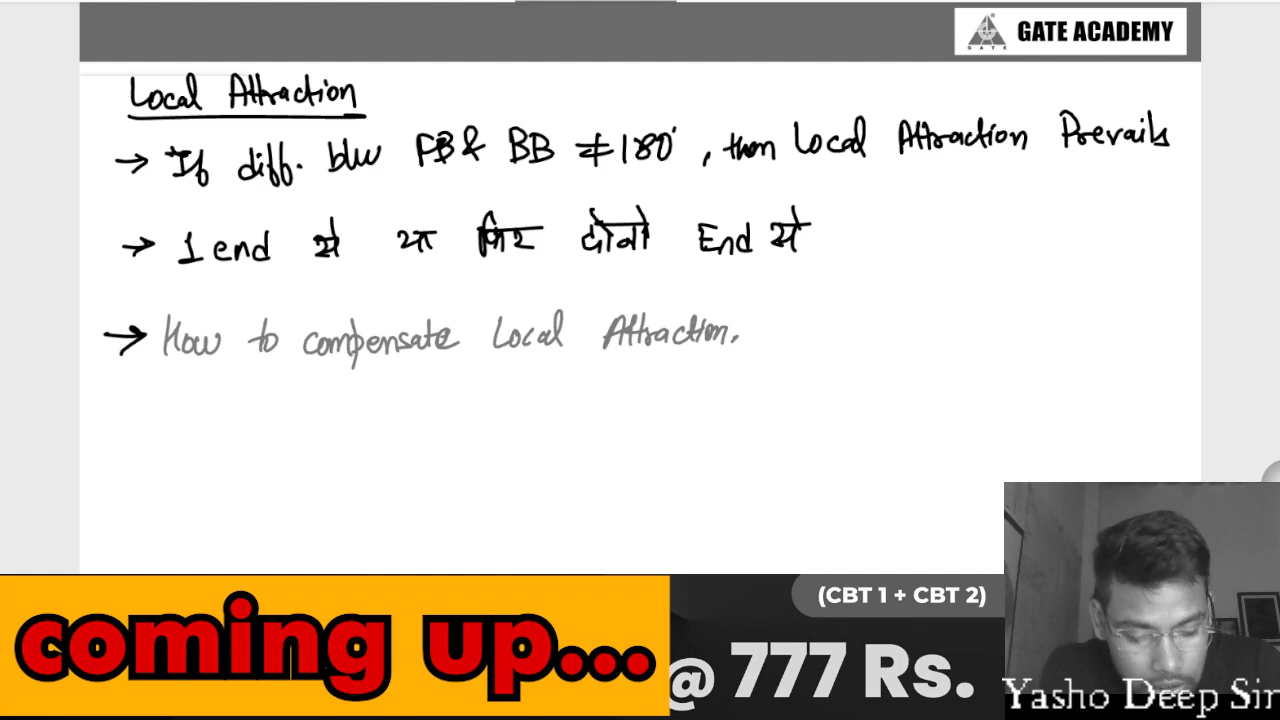 GATE ACADEMY
GATE
Local Attraction
→ If diff. b/w FB & BB ≠ 180°, then Local Attraction Prevails
→ 1 end से या फिर दोनो End से
→ How to compensate Local Attraction.
(CBT 1 + CBT 2)
coming up...
@ 777 Rs.
Yasho Deep Sir